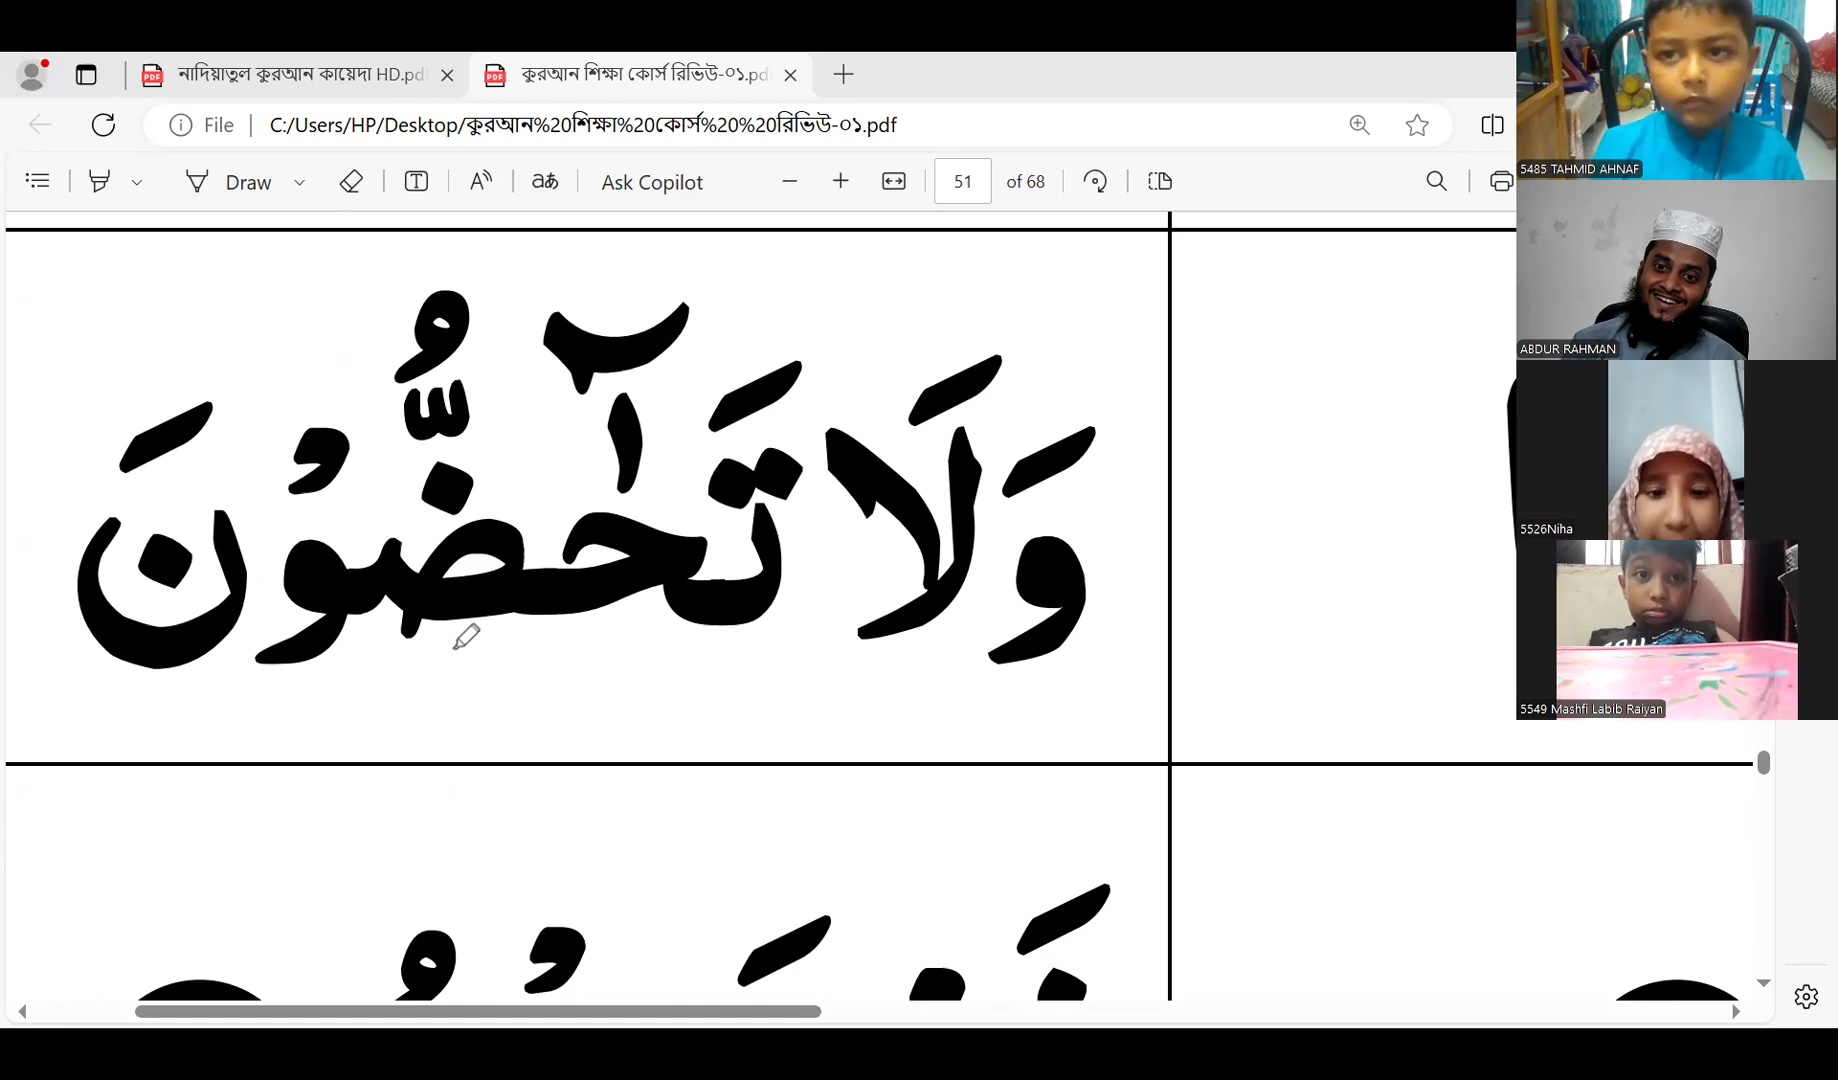 নাদিয়াতুল কুরআন কায়েদা HD.pdf
কুরআন শিক্ষা কোর্স রিভিউ-০১.pd
File
C:/Users/HP/Desktop/কুরআন%20শিক্ষা%20কোর্স%20%20রিভিউ-০১.pdf
Draw
Ask Copilot
51 of 68
وَلَا تَحٰٓضُّوْنَ
5485 TAHMID AHNAF
ABDUR RAHMAN
5526Niha
5549 Mashfi Labib Raiyan